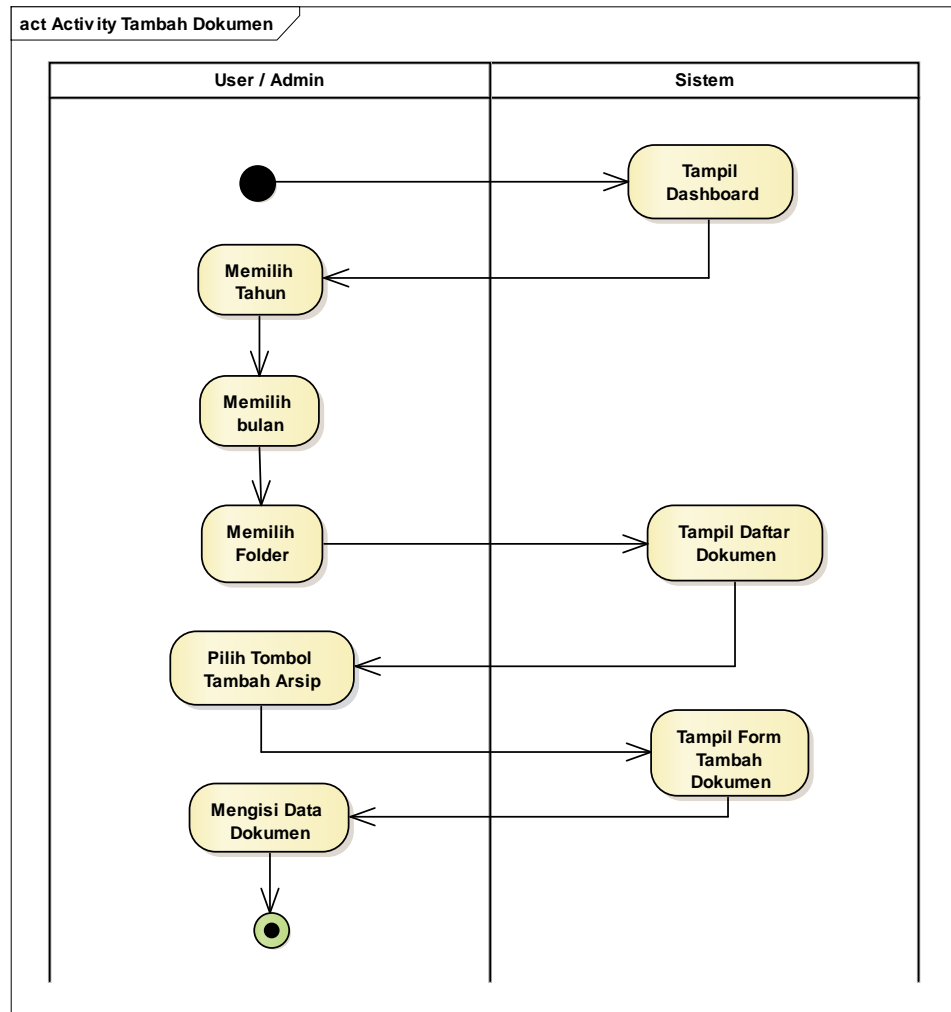 act Activity Tambah Dokumen
User / Admin
Sistem
Tampil
Dashboard
Memilih
Tahun
Memilih
bulan
Memilih
Folder
Tampil Daftar
Dokumen
Pilih Tombol
Tambah Arsip
Tampil Form
Tambah
Dokumen
Mengisi Data
Dokumen